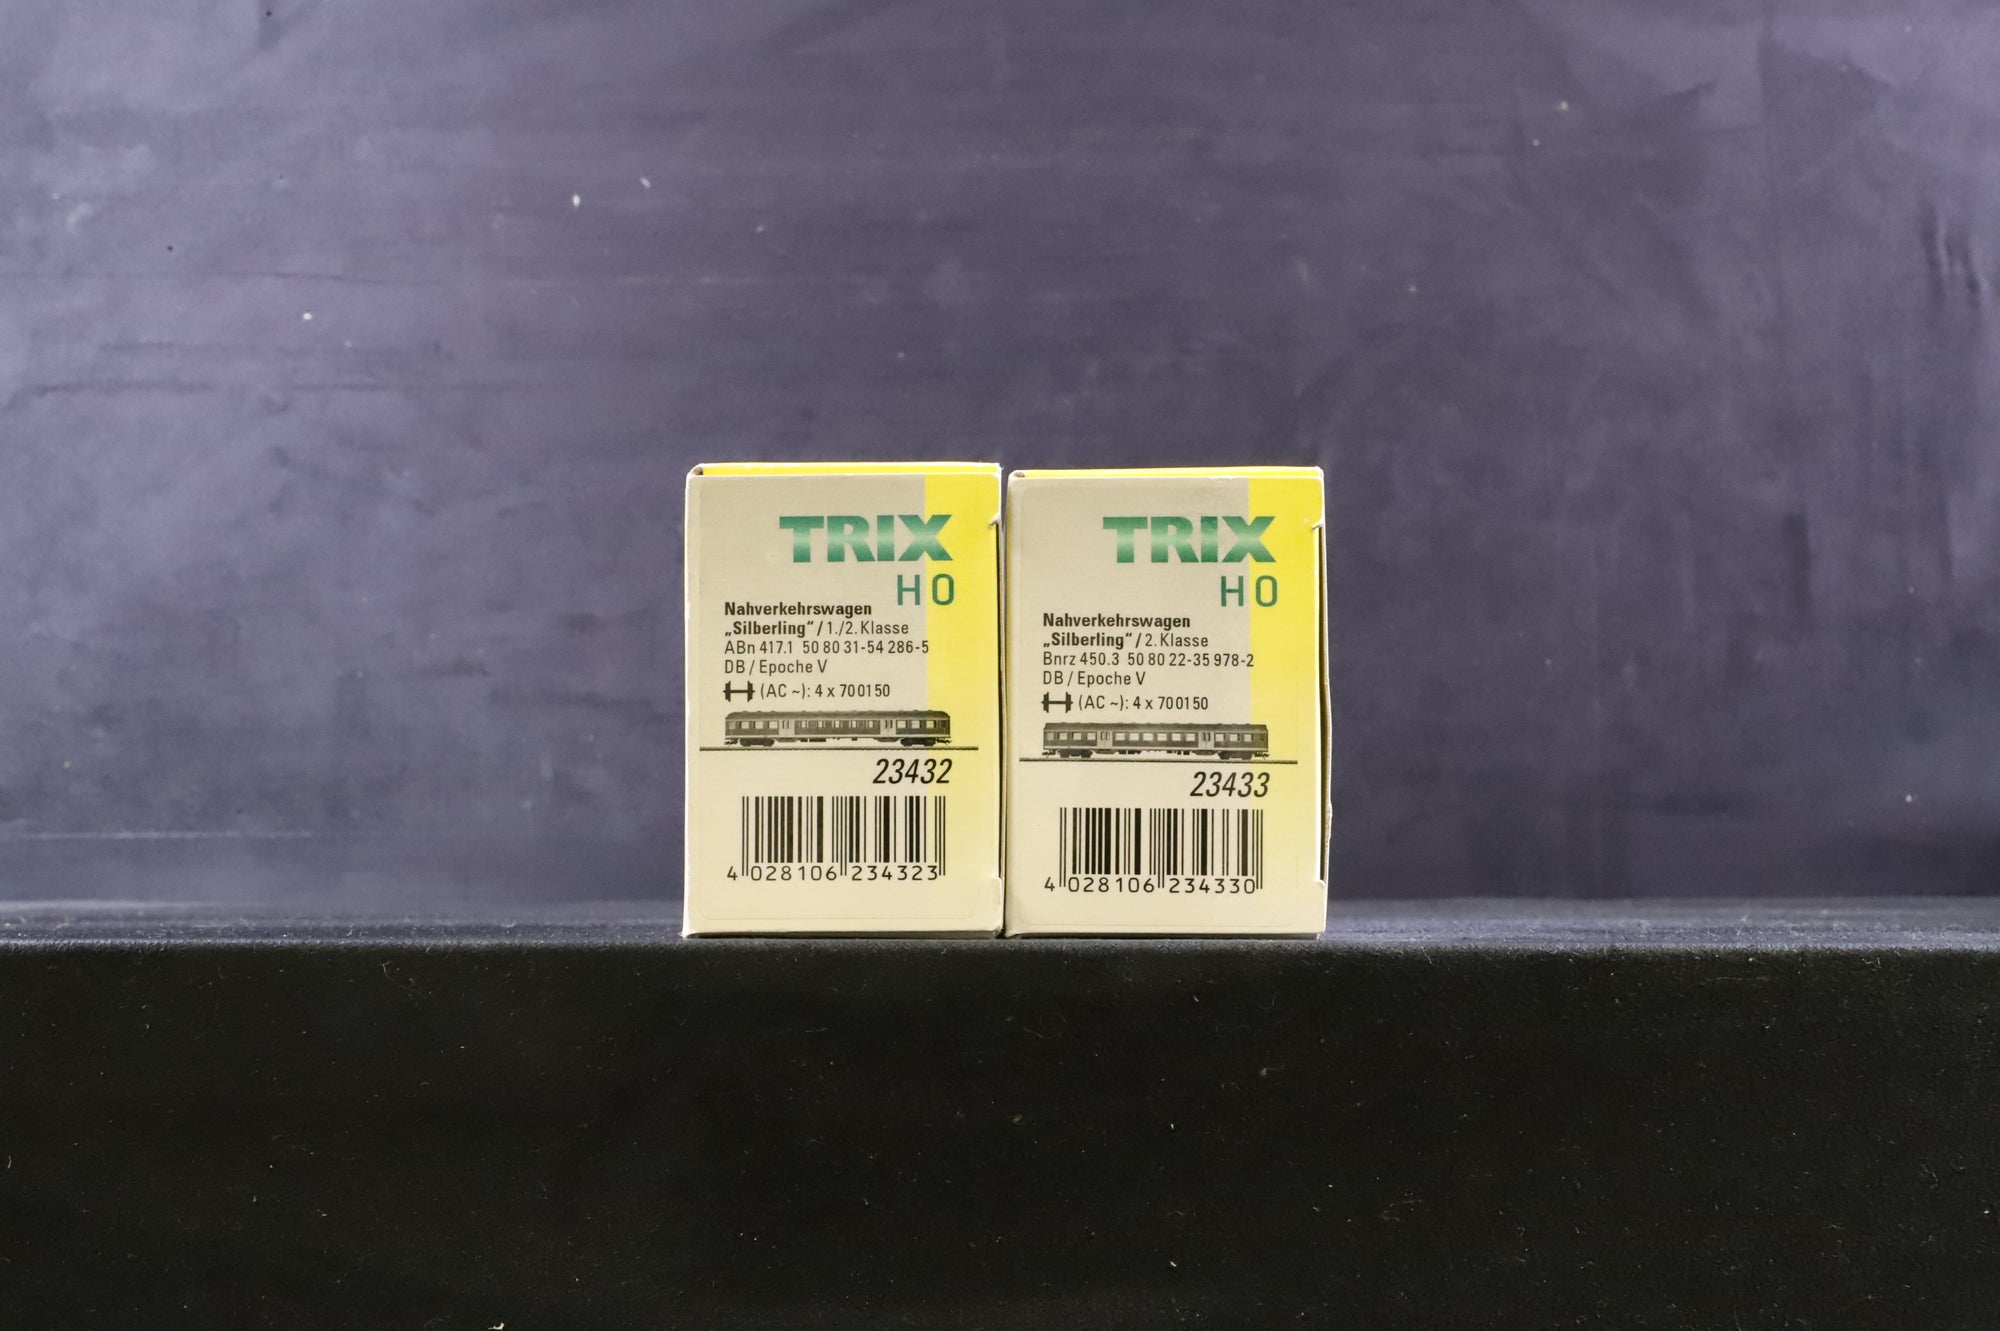 TRIX
H0
Nahverkehrswagen
„Silberling“ / 1./2. Klasse
ABn 417.1 50 80 31-54 286-5
DB / Epoche V
(AC ~): 4 x 700150
23432
4 028106 234323
TRIX
H0
Nahverkehrswagen
„Silberling“ / 2. Klasse
Bnrz 450.3 50 80 22-35 978-2
DB / Epoche V
(AC ~): 4 x 700150
23433
4 028106 234330